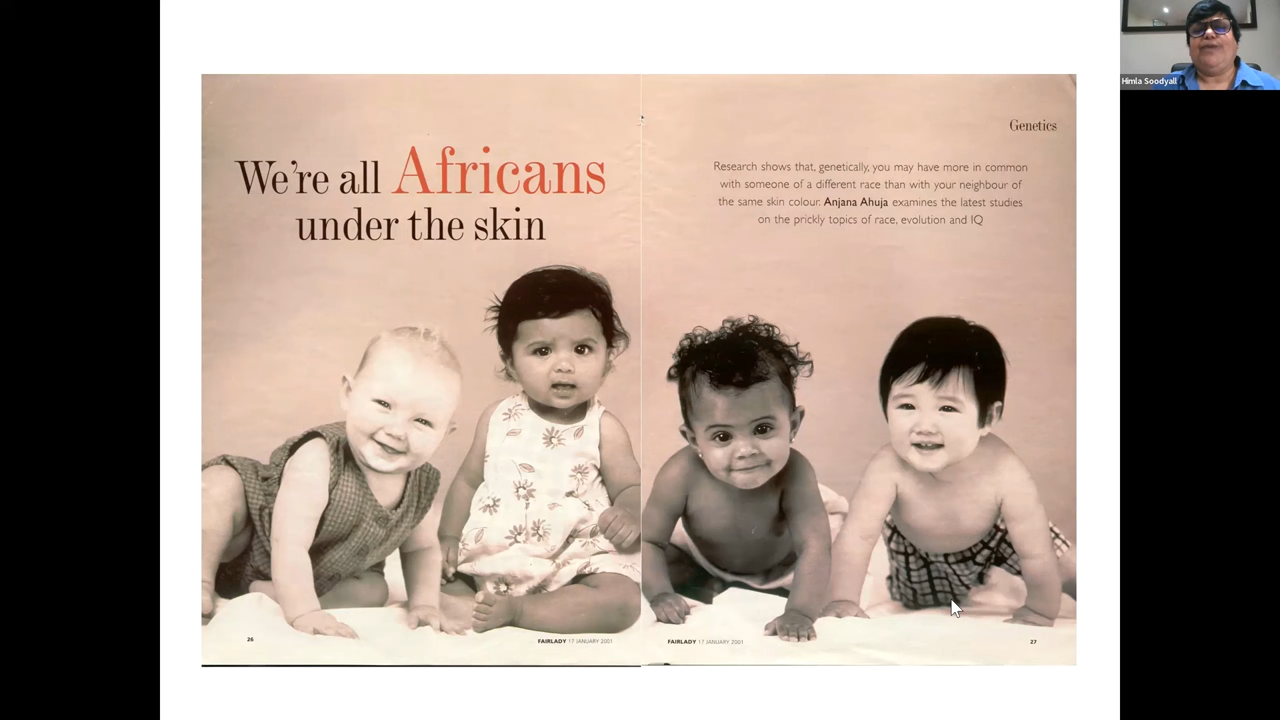 Himla Soodyall
Genetics
We're all Africans
under the skin
Research shows that, genetically, you may have more in common
with someone of a different race than with your neighbour of
the same skin colour. Anjana Ahuja examines the latest studies
on the prickly topics of race, evolution and IQ
26
FAIRLADY 17 JANUARY 2001
FAIRLADY 17 JANUARY 2001
27